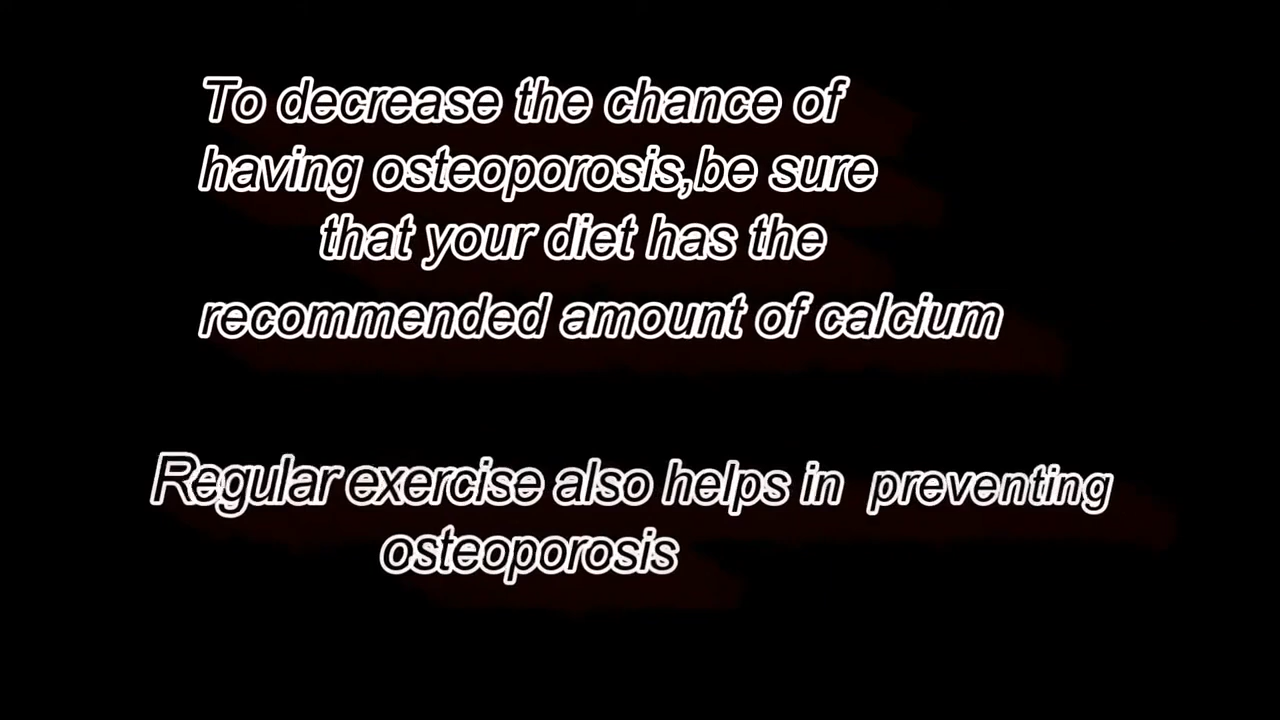 To decrease the chance of
having osteoporosis,be sure
that your diet has the
recommended amount of calcium
Regular exercise also helps in preventing
osteoporosis